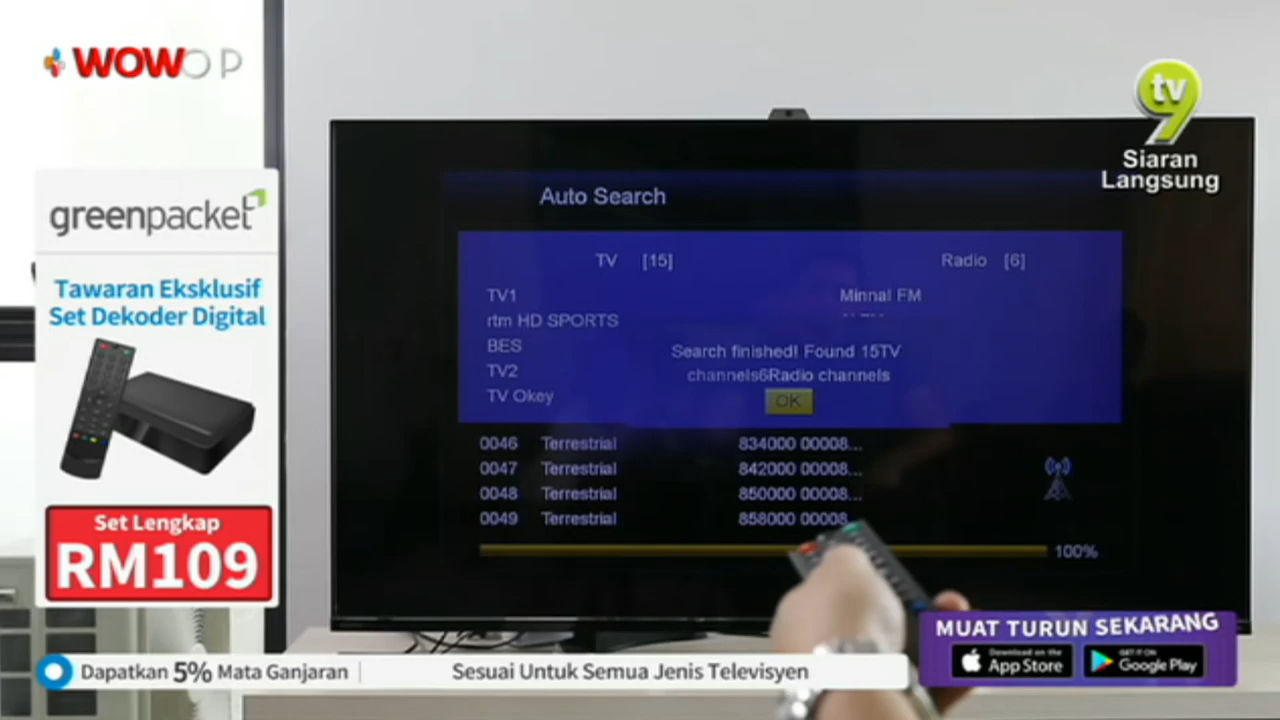 WOW
tv9
Siaran
Langsung
greenpacket
Tawaran Eksklusif
Set Dekoder Digital
Set Lengkap
RM109
Auto Search
TV [15]
Radio [6]
TV1
Minnal FM
rtm HD SPORTS
BES
TV2
TV Okey
Search finished! Found 15TV
channels6Radio channels
OK
0046 Terrestrial 834000 00008...
0047 Terrestrial 842000 00008...
0048 Terrestrial 850000 00008...
0049 Terrestrial 858000 00008...
100%
MUAT TURUN SEKARANG
Download on the
App Store
GET IT ON
Google Play
Dapatkan 5% Mata Ganjaran
Sesuai Untuk Semua Jenis Televisyen